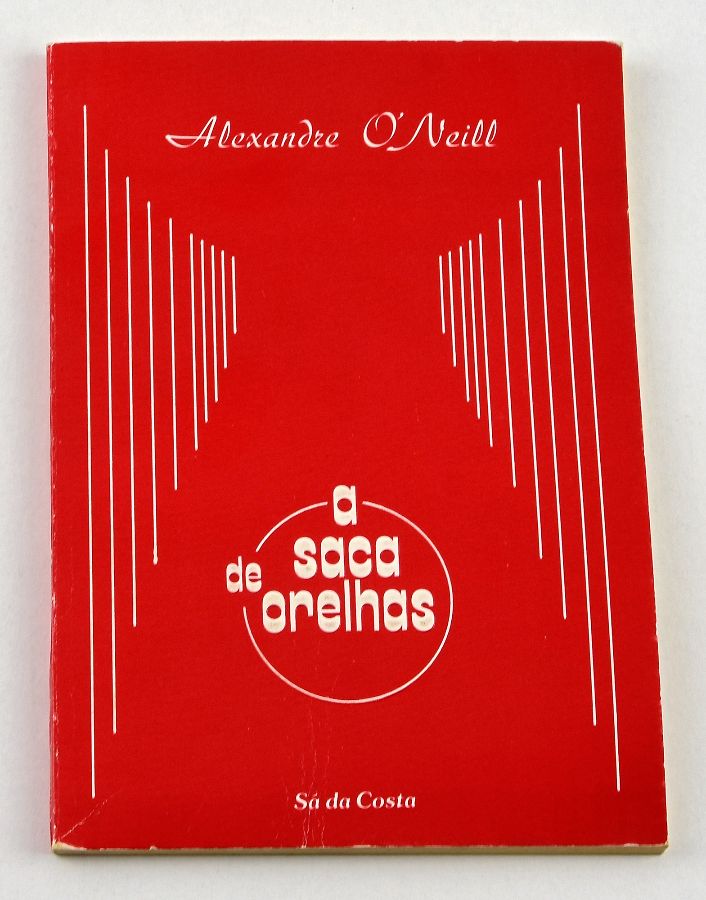 Alexandre O'Neill
a
saca
de
orelhas
Sá da Costa